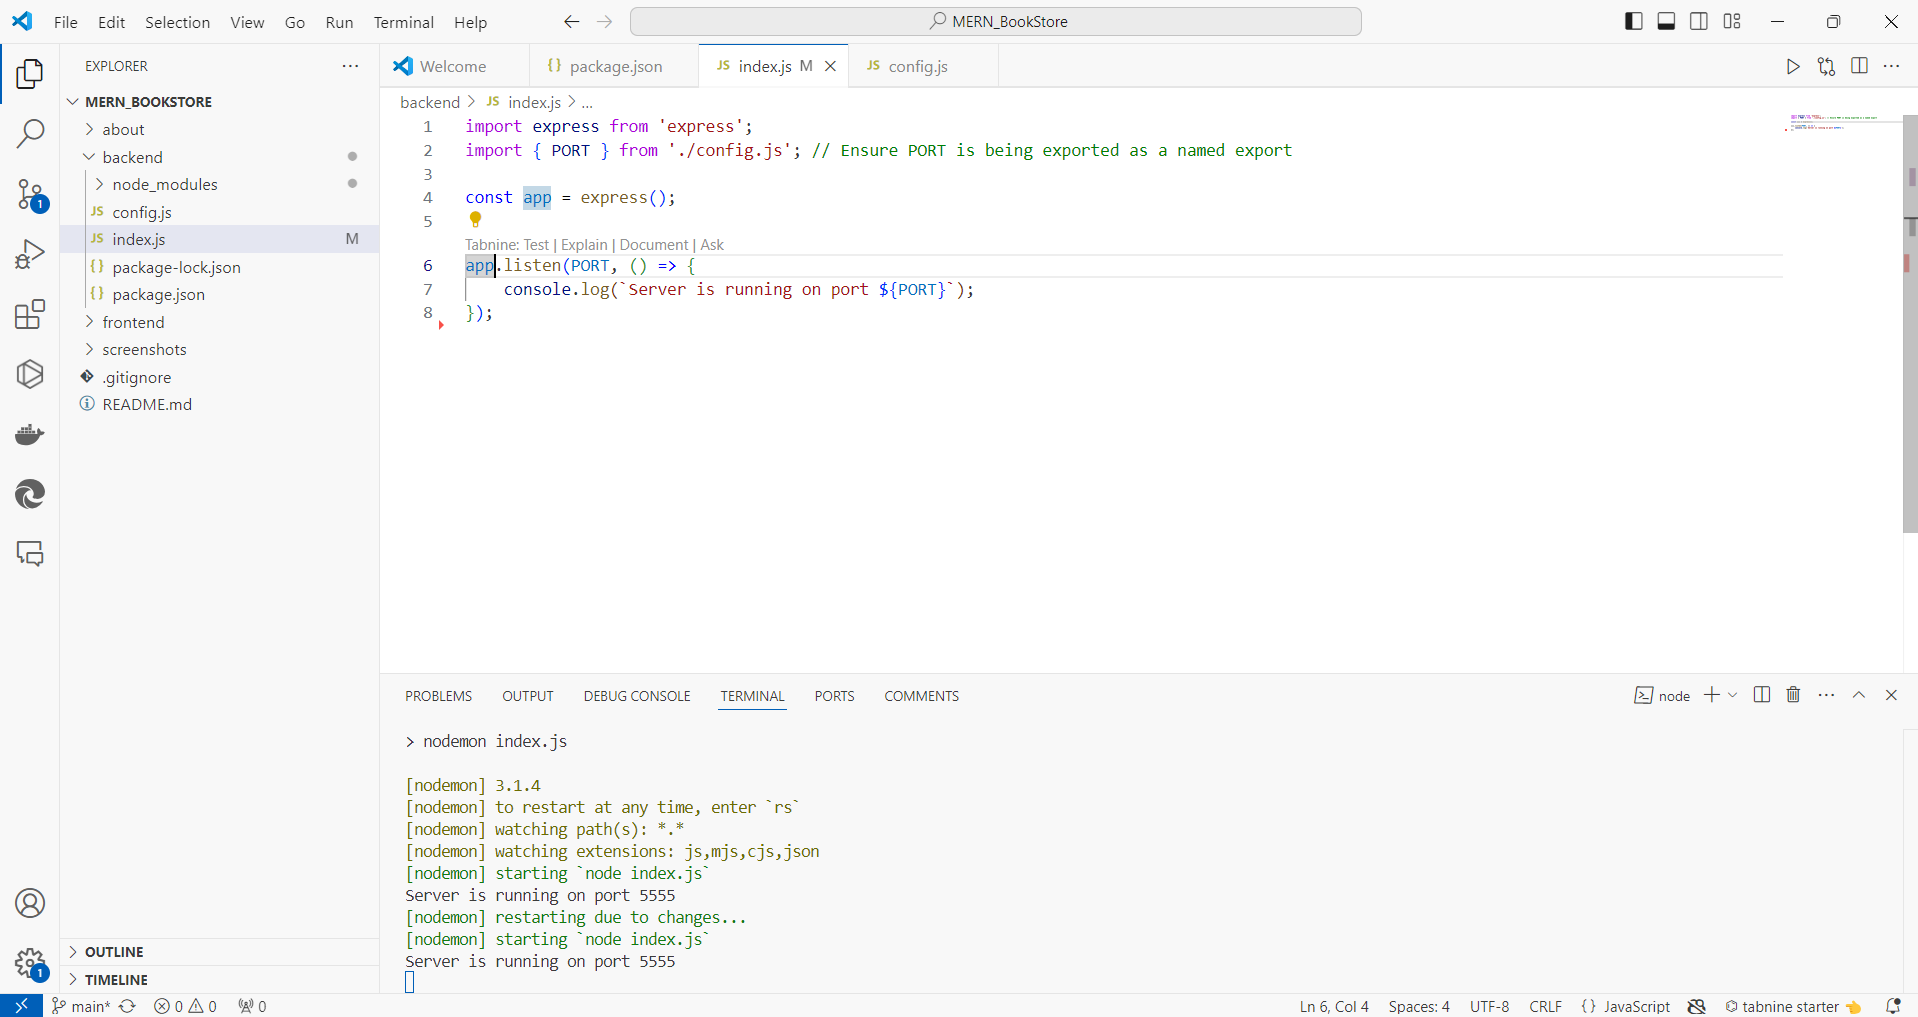 File Edit Selection View Go Run Terminal Help
MERN_BookStore
EXPLORER
MERN_BOOKSTORE
about
backend
node_modules
JS config.js
JS index.js M
{} package-lock.json
{} package.json
frontend
screenshots
.gitignore
README.md
OUTLINE
TIMELINE
1
1
Welcome
{} package.json
JS index.js M
JS config.js
backend > JS index.js > ...
1 import express from 'express';
2 import { PORT } from './config.js'; // Ensure PORT is being exported as a named export
3
4 const app = express();
5
Tabnine: Test | Explain | Document | Ask
6 app.listen(PORT, () => {
7 console.log(`Server is running on port ${PORT}`);
8 });
PROBLEMS OUTPUT DEBUG CONSOLE TERMINAL PORTS COMMENTS
node
> nodemon index.js
[nodemon] 3.1.4
[nodemon] to restart at any time, enter `rs`
[nodemon] watching path(s): *.*
[nodemon] watching extensions: js,mjs,cjs,json
[nodemon] starting `node index.js`
Server is running on port 5555
[nodemon] restarting due to changes...
[nodemon] starting `node index.js`
Server is running on port 5555
main* 0 0 0
Ln 6, Col 4 Spaces: 4 UTF-8 CRLF {} JavaScript tabnine starter